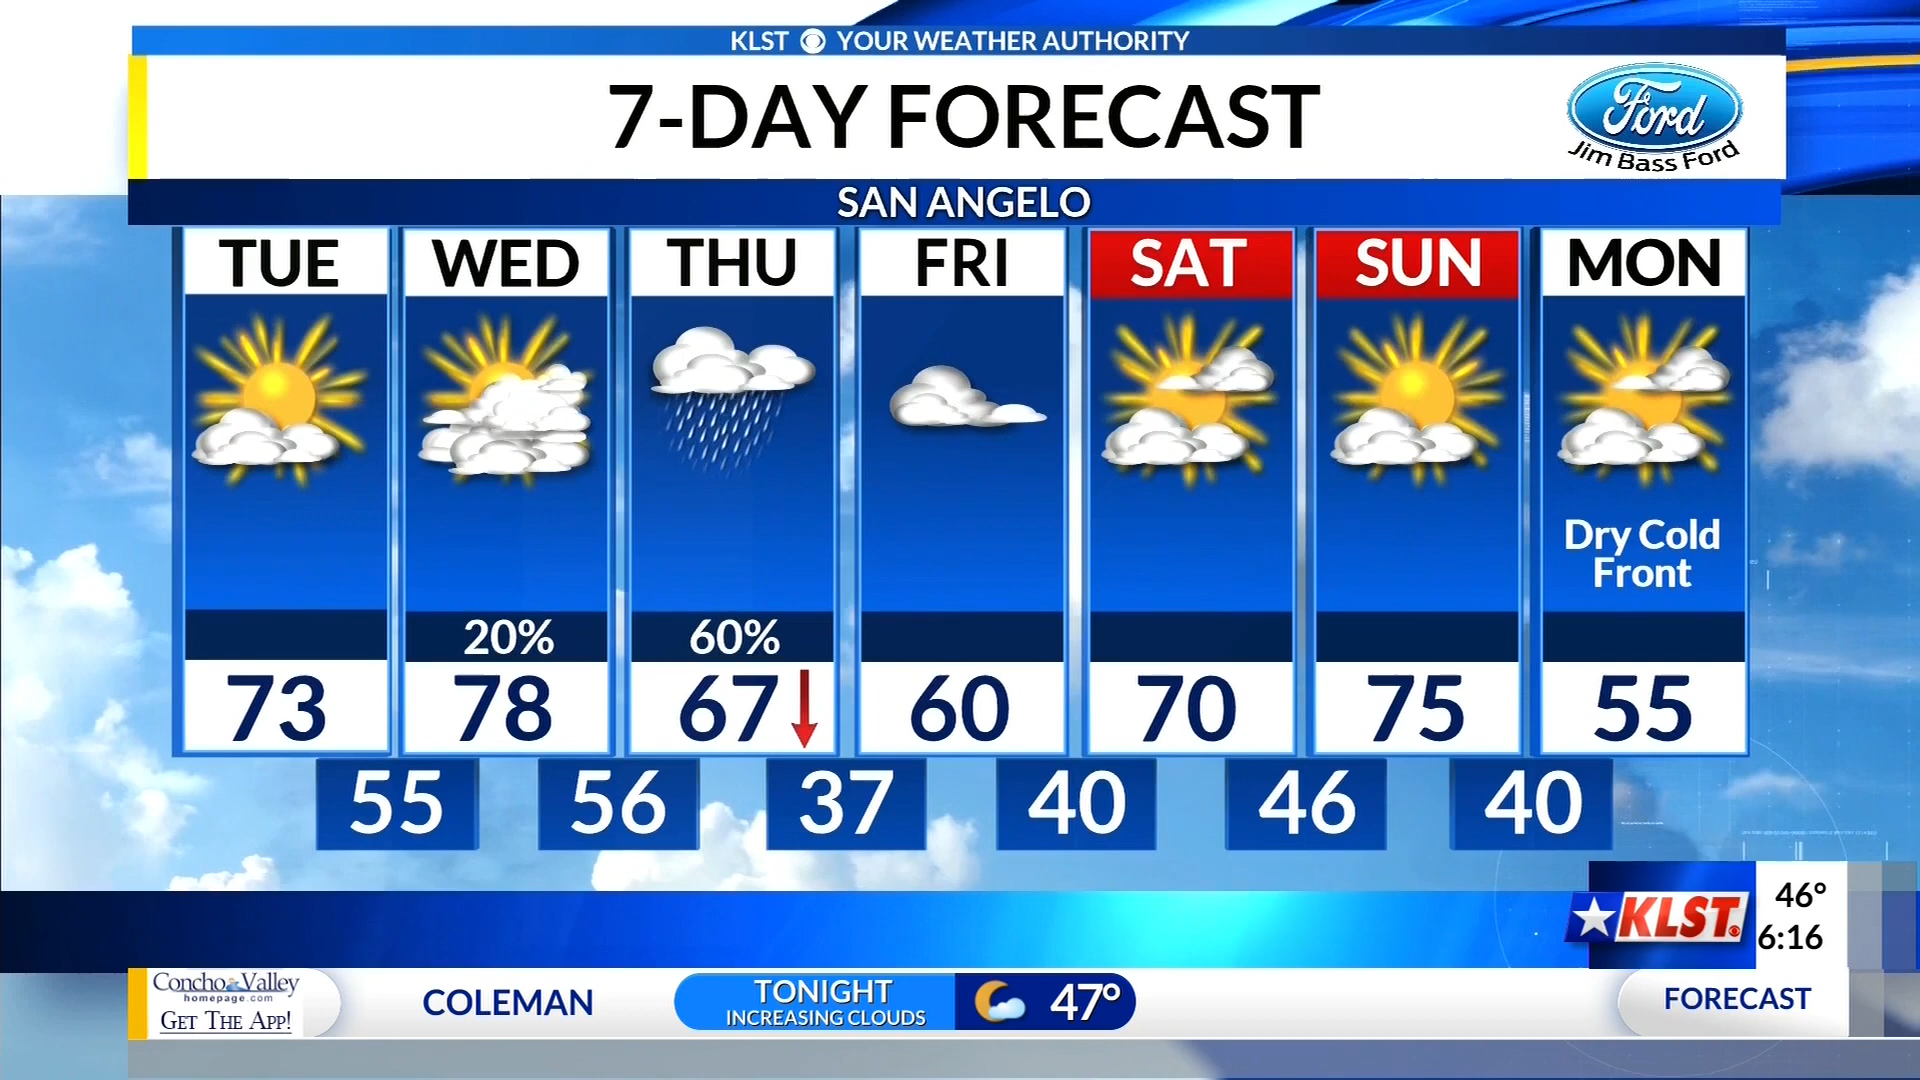 KLST YOUR WEATHER AUTHORITY
7-DAY FORECAST
Ford
Jim Bass Ford
SAN ANGELO
TUE WED THU FRI SAT SUN MON
Dry Cold
Front
20% 60%
73 78 67 60 70 75 55
55 56 37 40 46 40
KLST
46°
6:16
Concho Valley
homepage.com
GET THE APP!
COLEMAN
TONIGHT
INCREASING CLOUDS
47°
FORECAST